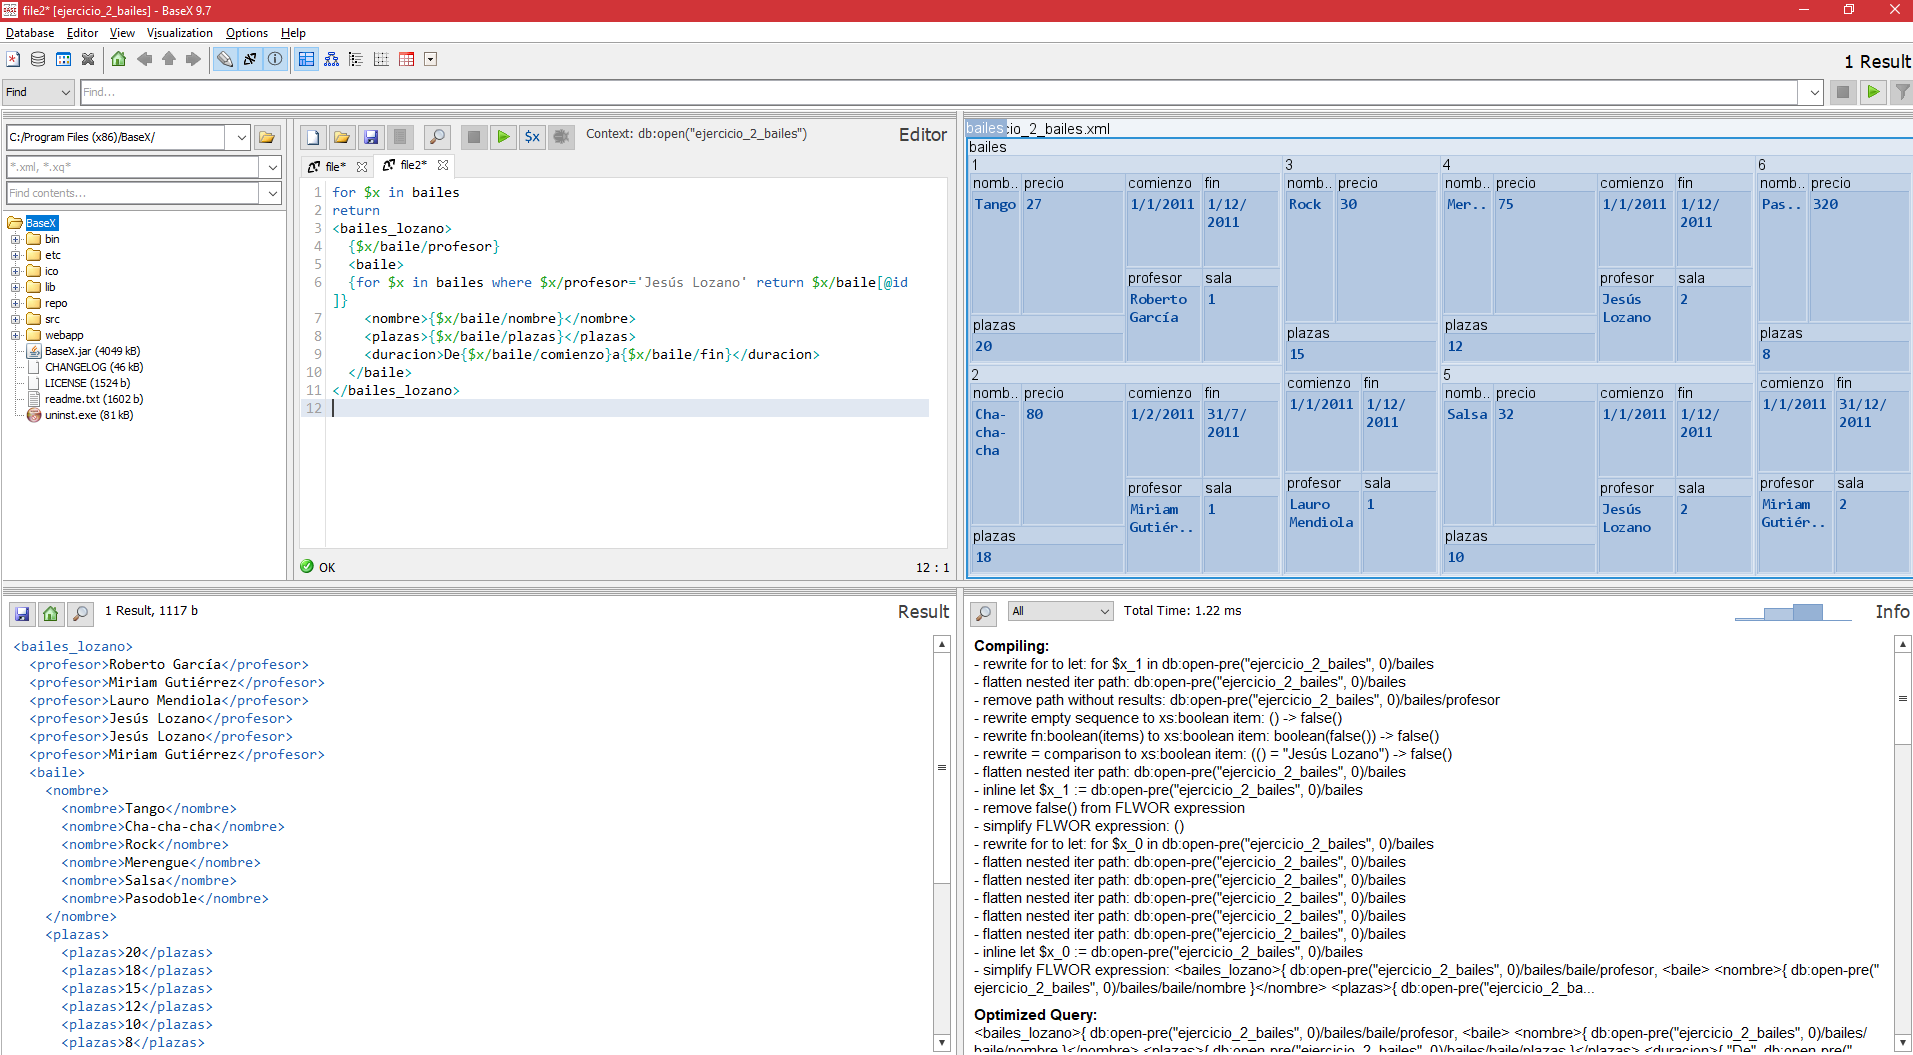 file2* [ejercicio_2_bailes] - BaseX 9.7
Database Editor View Visualization Options Help
1 Result
Find Find...
C:/Program Files (x86)/BaseX/
*.xml, *.xq*
Find contents...
BaseX
bin
etc
ico
lib
repo
src
webapp
BaseX.jar (4049 kB)
CHANGELOG (46 kB)
LICENSE (1524 b)
readme.txt (1602 b)
uninst.exe (81 kB)
$x Context: db:open("ejercicio_2_bailes") Editor
file* file2*
1 for $x in bailes
2 return
3 <bailes_lozano>
4 {$x/baile/profesor}
5 <baile>
6 {for $x in bailes where $x/profesor='Jesús Lozano' return $x/baile[@id
]}
7 <nombre>{$x/baile/nombre}</nombre>
8 <plazas>{$x/baile/plazas}</plazas>
9 <duracion>De{$x/baile/comienzo}a{$x/baile/fin}</duracion>
10 </baile>
11 </bailes_lozano>
12
OK 12 : 1
bailes :io_2_bailes.xml
bailes
1
nomb.. precio comienzo fin
Tango 27 1/1/2011 1/12/
2011
profesor sala
Roberto 1
García
plazas
20
2
nomb.. precio comienzo fin
Cha- 80 1/2/2011 31/7/
cha- 2011
cha
profesor sala
Miriam 1
Gutiér..
plazas
18
3
nomb.. precio
Rock 30
plazas
15
comienzo fin
1/1/2011 1/12/
2011
profesor sala
Lauro 1
Mendiola
4
nomb.. precio comienzo fin
Mer.. 75 1/1/2011 1/12/
2011
profesor sala
Jesús 2
Lozano
plazas
12
5
nomb.. precio comienzo fin
Salsa 32 1/1/2011 1/12/
2011
profesor sala
Jesús 2
Lozano
plazas
10
6
nomb.. precio
Pas.. 320
plazas
8
comienzo fin
1/1/2011 31/12/
2011
profesor sala
Miriam 2
Gutiér..
1 Result, 1117 b Result
<bailes_lozano>
<profesor>Roberto García</profesor>
<profesor>Miriam Gutiérrez</profesor>
<profesor>Lauro Mendiola</profesor>
<profesor>Jesús Lozano</profesor>
<profesor>Jesús Lozano</profesor>
<profesor>Miriam Gutiérrez</profesor>
<baile>
<nombre>
<nombre>Tango</nombre>
<nombre>Cha-cha-cha</nombre>
<nombre>Rock</nombre>
<nombre>Merengue</nombre>
<nombre>Salsa</nombre>
<nombre>Pasodoble</nombre>
</nombre>
<plazas>
<plazas>20</plazas>
<plazas>18</plazas>
<plazas>15</plazas>
<plazas>12</plazas>
<plazas>10</plazas>
<plazas>8</plazas>
All Total Time: 1.22 ms Info
Compiling:
- rewrite for to let: for $x_1 in db:open-pre("ejercicio_2_bailes", 0)/bailes
- flatten nested iter path: db:open-pre("ejercicio_2_bailes", 0)/bailes
- remove path without results: db:open-pre("ejercicio_2_bailes", 0)/bailes/profesor
- rewrite empty sequence to xs:boolean item: () -> false()
- rewrite fn:boolean(items) to xs:boolean item: boolean(false()) -> false()
- rewrite = comparison to xs:boolean item: (() = "Jesús Lozano") -> false()
- flatten nested iter path: db:open-pre("ejercicio_2_bailes", 0)/bailes
- inline let $x_1 := db:open-pre("ejercicio_2_bailes", 0)/bailes
- remove false() from FLWOR expression
- simplify FLWOR expression: ()
- rewrite for to let: for $x_0 in db:open-pre("ejercicio_2_bailes", 0)/bailes
- flatten nested iter path: db:open-pre("ejercicio_2_bailes", 0)/bailes
- flatten nested iter path: db:open-pre("ejercicio_2_bailes", 0)/bailes
- flatten nested iter path: db:open-pre("ejercicio_2_bailes", 0)/bailes
- flatten nested iter path: db:open-pre("ejercicio_2_bailes", 0)/bailes
- flatten nested iter path: db:open-pre("ejercicio_2_bailes", 0)/bailes
- inline let $x_0 := db:open-pre("ejercicio_2_bailes", 0)/bailes
- simplify FLWOR expression: <bailes_lozano>{ db:open-pre("ejercicio_2_bailes", 0)/bailes/baile/profesor, <baile> <nombre>{ db:open-pre("
ejercicio_2_bailes", 0)/bailes/baile/nombre }</nombre> <plazas>{ db:open-pre("ejercicio_2_ba...
Optimized Query:
<bailes_lozano>{ db:open-pre("ejercicio_2_bailes", 0)/bailes/baile/profesor, <baile> <nombre>{ db:open-pre("ejercicio_2_bailes", 0)/bailes/
baile/nombre }</nombre> <plazas>{ db:open-pre("ejercicio_2_bailes", 0)/bailes/baile/plazas }</plazas> <duracion>{ "De", db:open-pre("